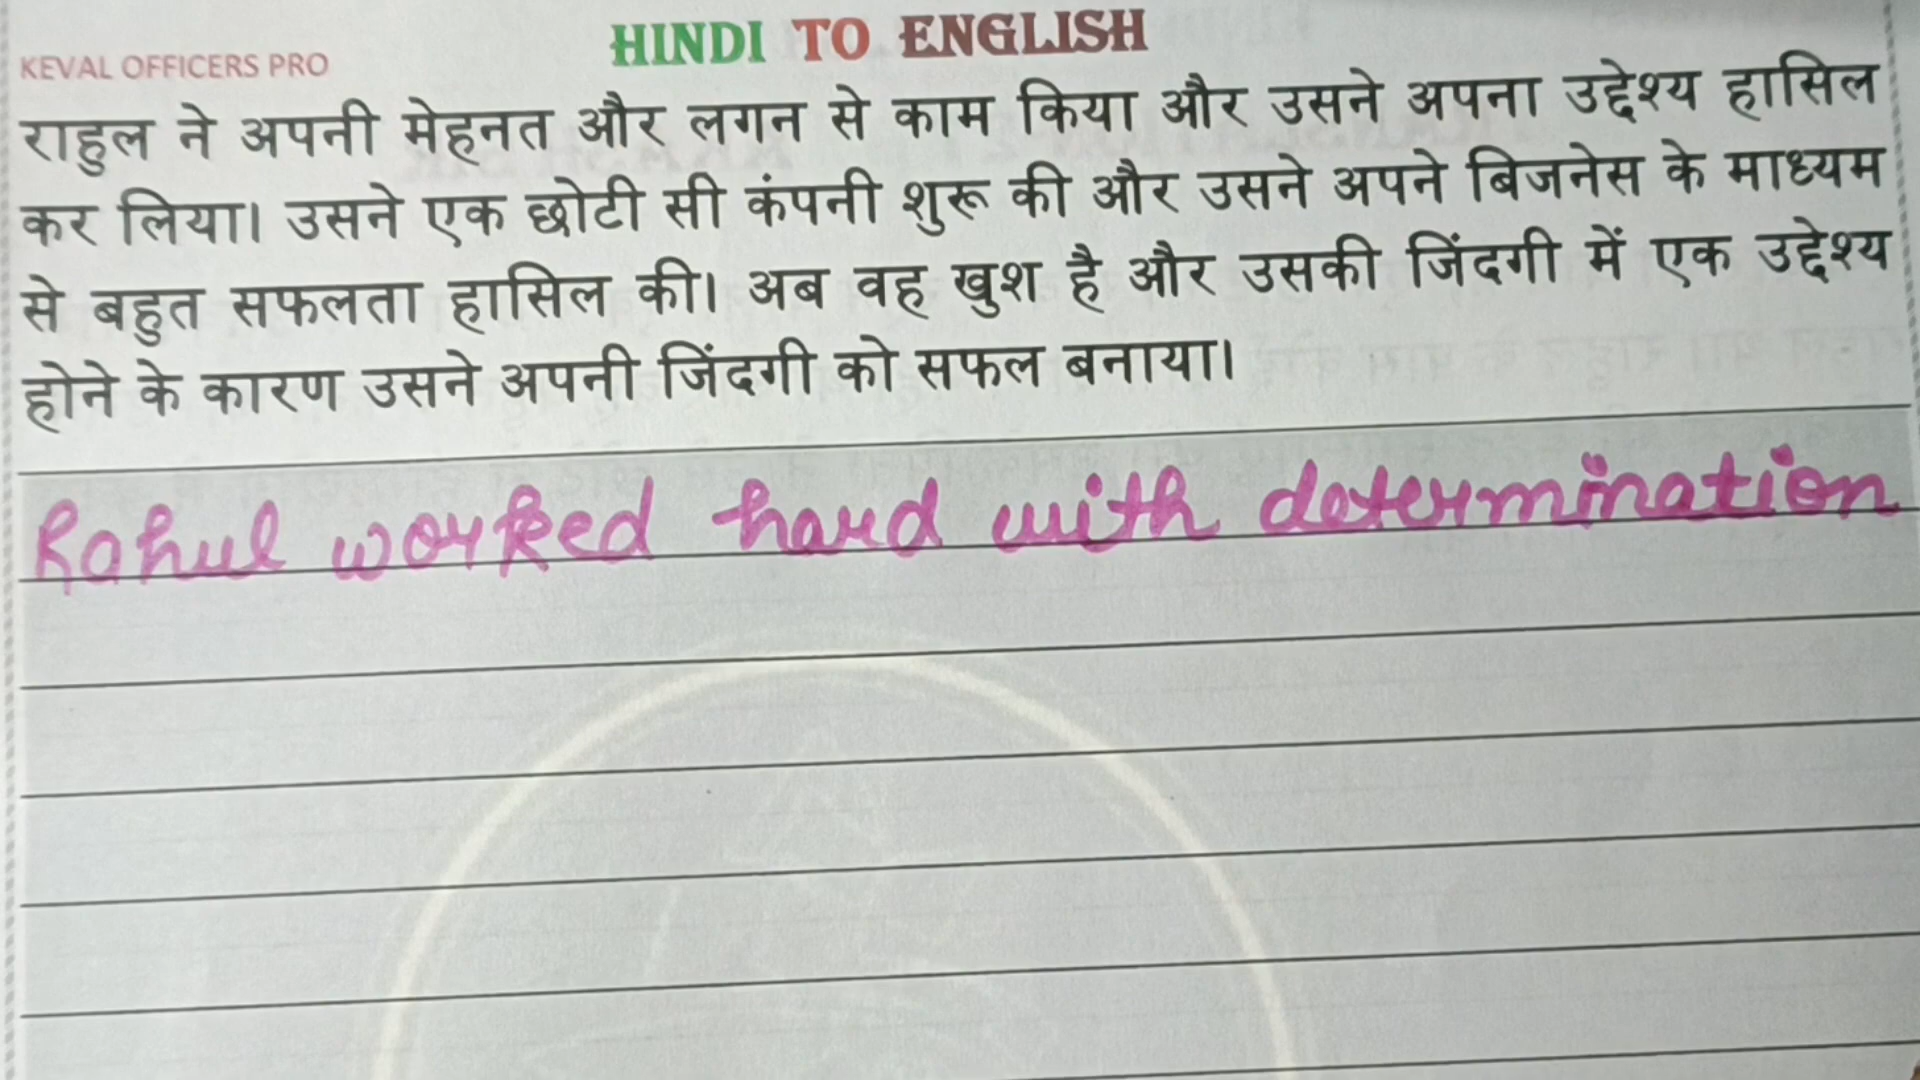 HINDI TO ENGLISH
KEVAL OFFICERS PRO
राहुल ने अपनी मेहनत और लगन से काम किया और उसने अपना उद्देश्य हासिल
कर लिया। उसने एक छोटी सी कंपनी शुरू की और उसने अपने बिजनेस के माध्यम
से बहुत सफलता हासिल की। अब वह खुश है और उसकी जिंदगी में एक उद्देश्य
होने के कारण उसने अपनी जिंदगी को सफल बनाया।
Rahul worked hard with determination